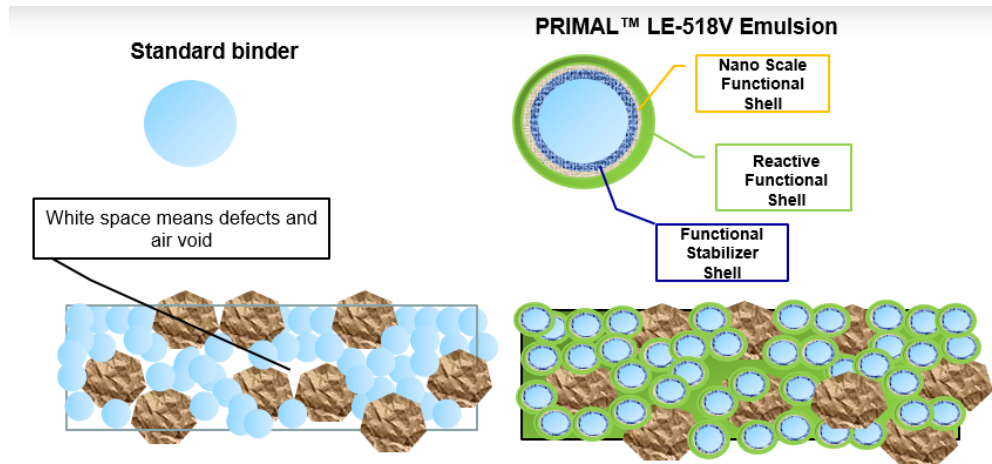 Standard binder
PRIMAL™ LE-518V Emulsion
Nano Scale
Functional
Shell
Reactive
Functional
Shell
White space means defects and
air void
Functional
Stabilizer
Shell